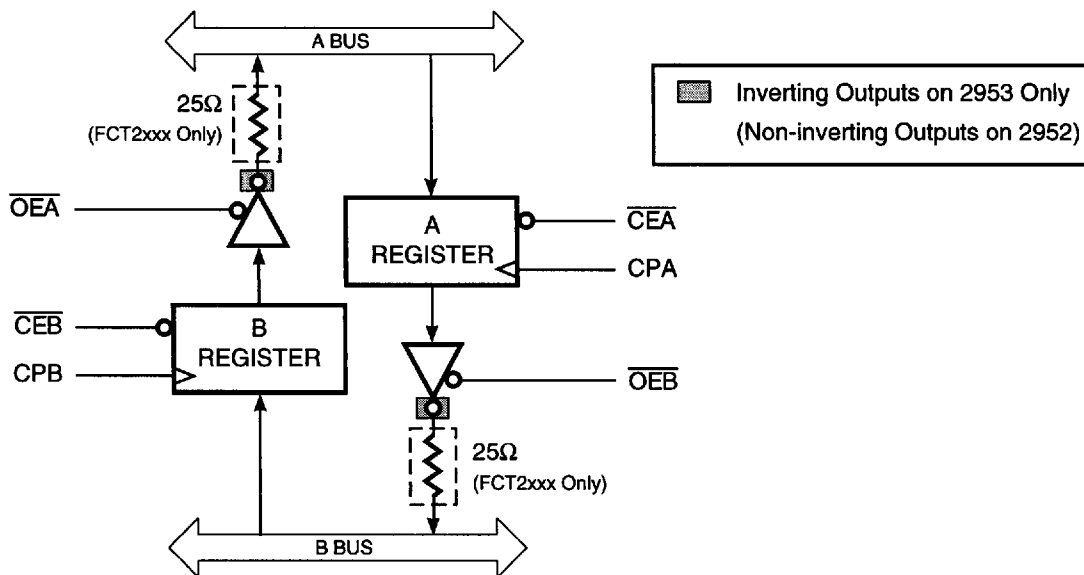 A BUS
25Ω
(FCT2xxx Only)
Inverting Outputs on 2953 Only
(Non-inverting Outputs on 2952)
OEA
A
REGISTER
CEA
CPA
CEB
CPB
B
REGISTER
OEB
25Ω
(FCT2xxx Only)
B BUS